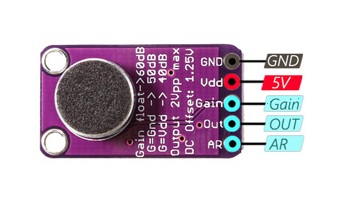 Gain float->60dB
G=Gnd -> 50dB
G=Vdd -> 40dB
Output 2Vpp max
DC Offset: 1.25V
GND
Vdd
Gain
Out
AR
GND
5V
Gain
OUT
AR